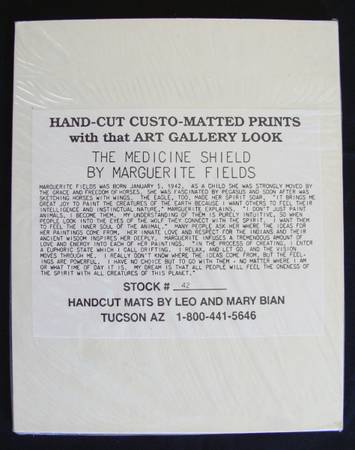 HAND-CUT CUSTO-MATTED PRINTS
with that ART GALLERY LOOK
THE MEDICINE SHIELD
BY MARGUERITE FIELDS
MARGUERITE FIELDS WAS BORN JANUARY 5, 1942. AS A CHILD SHE WAS STRONGLY MOVED BY
THE GRACE AND FREEDOM OF HORSES. SHE WAS FASCINATED BY PEGASUS AND SOON AFTER WAS
SKETCHING HORSES WITH WINGS. THE EAGLE, TOO, MADE HER SPIRIT SOAR. "IT BRINGS ME
GREAT JOY TO PAINT THE CREATURES OF THE EARTH BECAUSE I WANT OTHERS TO FEEL THEIR
INTELLIGENCE AND INSTINCTUAL NATURE," MARGUERITE EXPLAINS. "I DON'T JUST PAINT
ANIMALS, I BECOME THEM. MY UNDERSTANDING OF THEM IS PURELY INTUITIVE, SO WHEN
PEOPLE LOOK INTO THE EYES OF THE WOLF THEY CONNECT WITH THE SPIRIT. I WANT THEM
TO FEEL THE INNER SOUL OF THE ANIMAL." MANY PEOPLE ASK HER WHERE THE IDEAS FOR
HER PAINTINGS COME FROM. HER INNATE LOVE AND RESPECT FOR THE INDIANS AND THEIR
ANCIENT WISDOM INSPIRES HER DEEPLY. MARGUERITE INFUSES A TREMENDOUS AMOUNT OF
LOVE AND ENERGY INTO EACH OF HER PAINTINGS. "IN THE PROCESS OF CREATING, I ENTER
A EUPHORIC STATE WHICH I CALL DRIFTING. I RELAX, AND LET GO, AND THE VISION
MOVES THROUGH ME. I REALLY DON'T KNOW WHERE THE IDEAS COME FROM, BUT THE FEEL-
INGS ARE POWERFUL. I HAVE NO CHOICE BUT TO GO WITH THEM - NO MATTER WHERE I AM
OR WHAT TIME OF DAY IT IS. MY DREAM IS THAT ALL PEOPLE WILL FEEL THE ONENESS OF
THE SPIRIT WITH ALL CREATURES OF THIS PLANET."
STOCK # 42
HANDCUT MATS BY LEO AND MARY BIAN
TUCSON AZ 1-800-441-5646